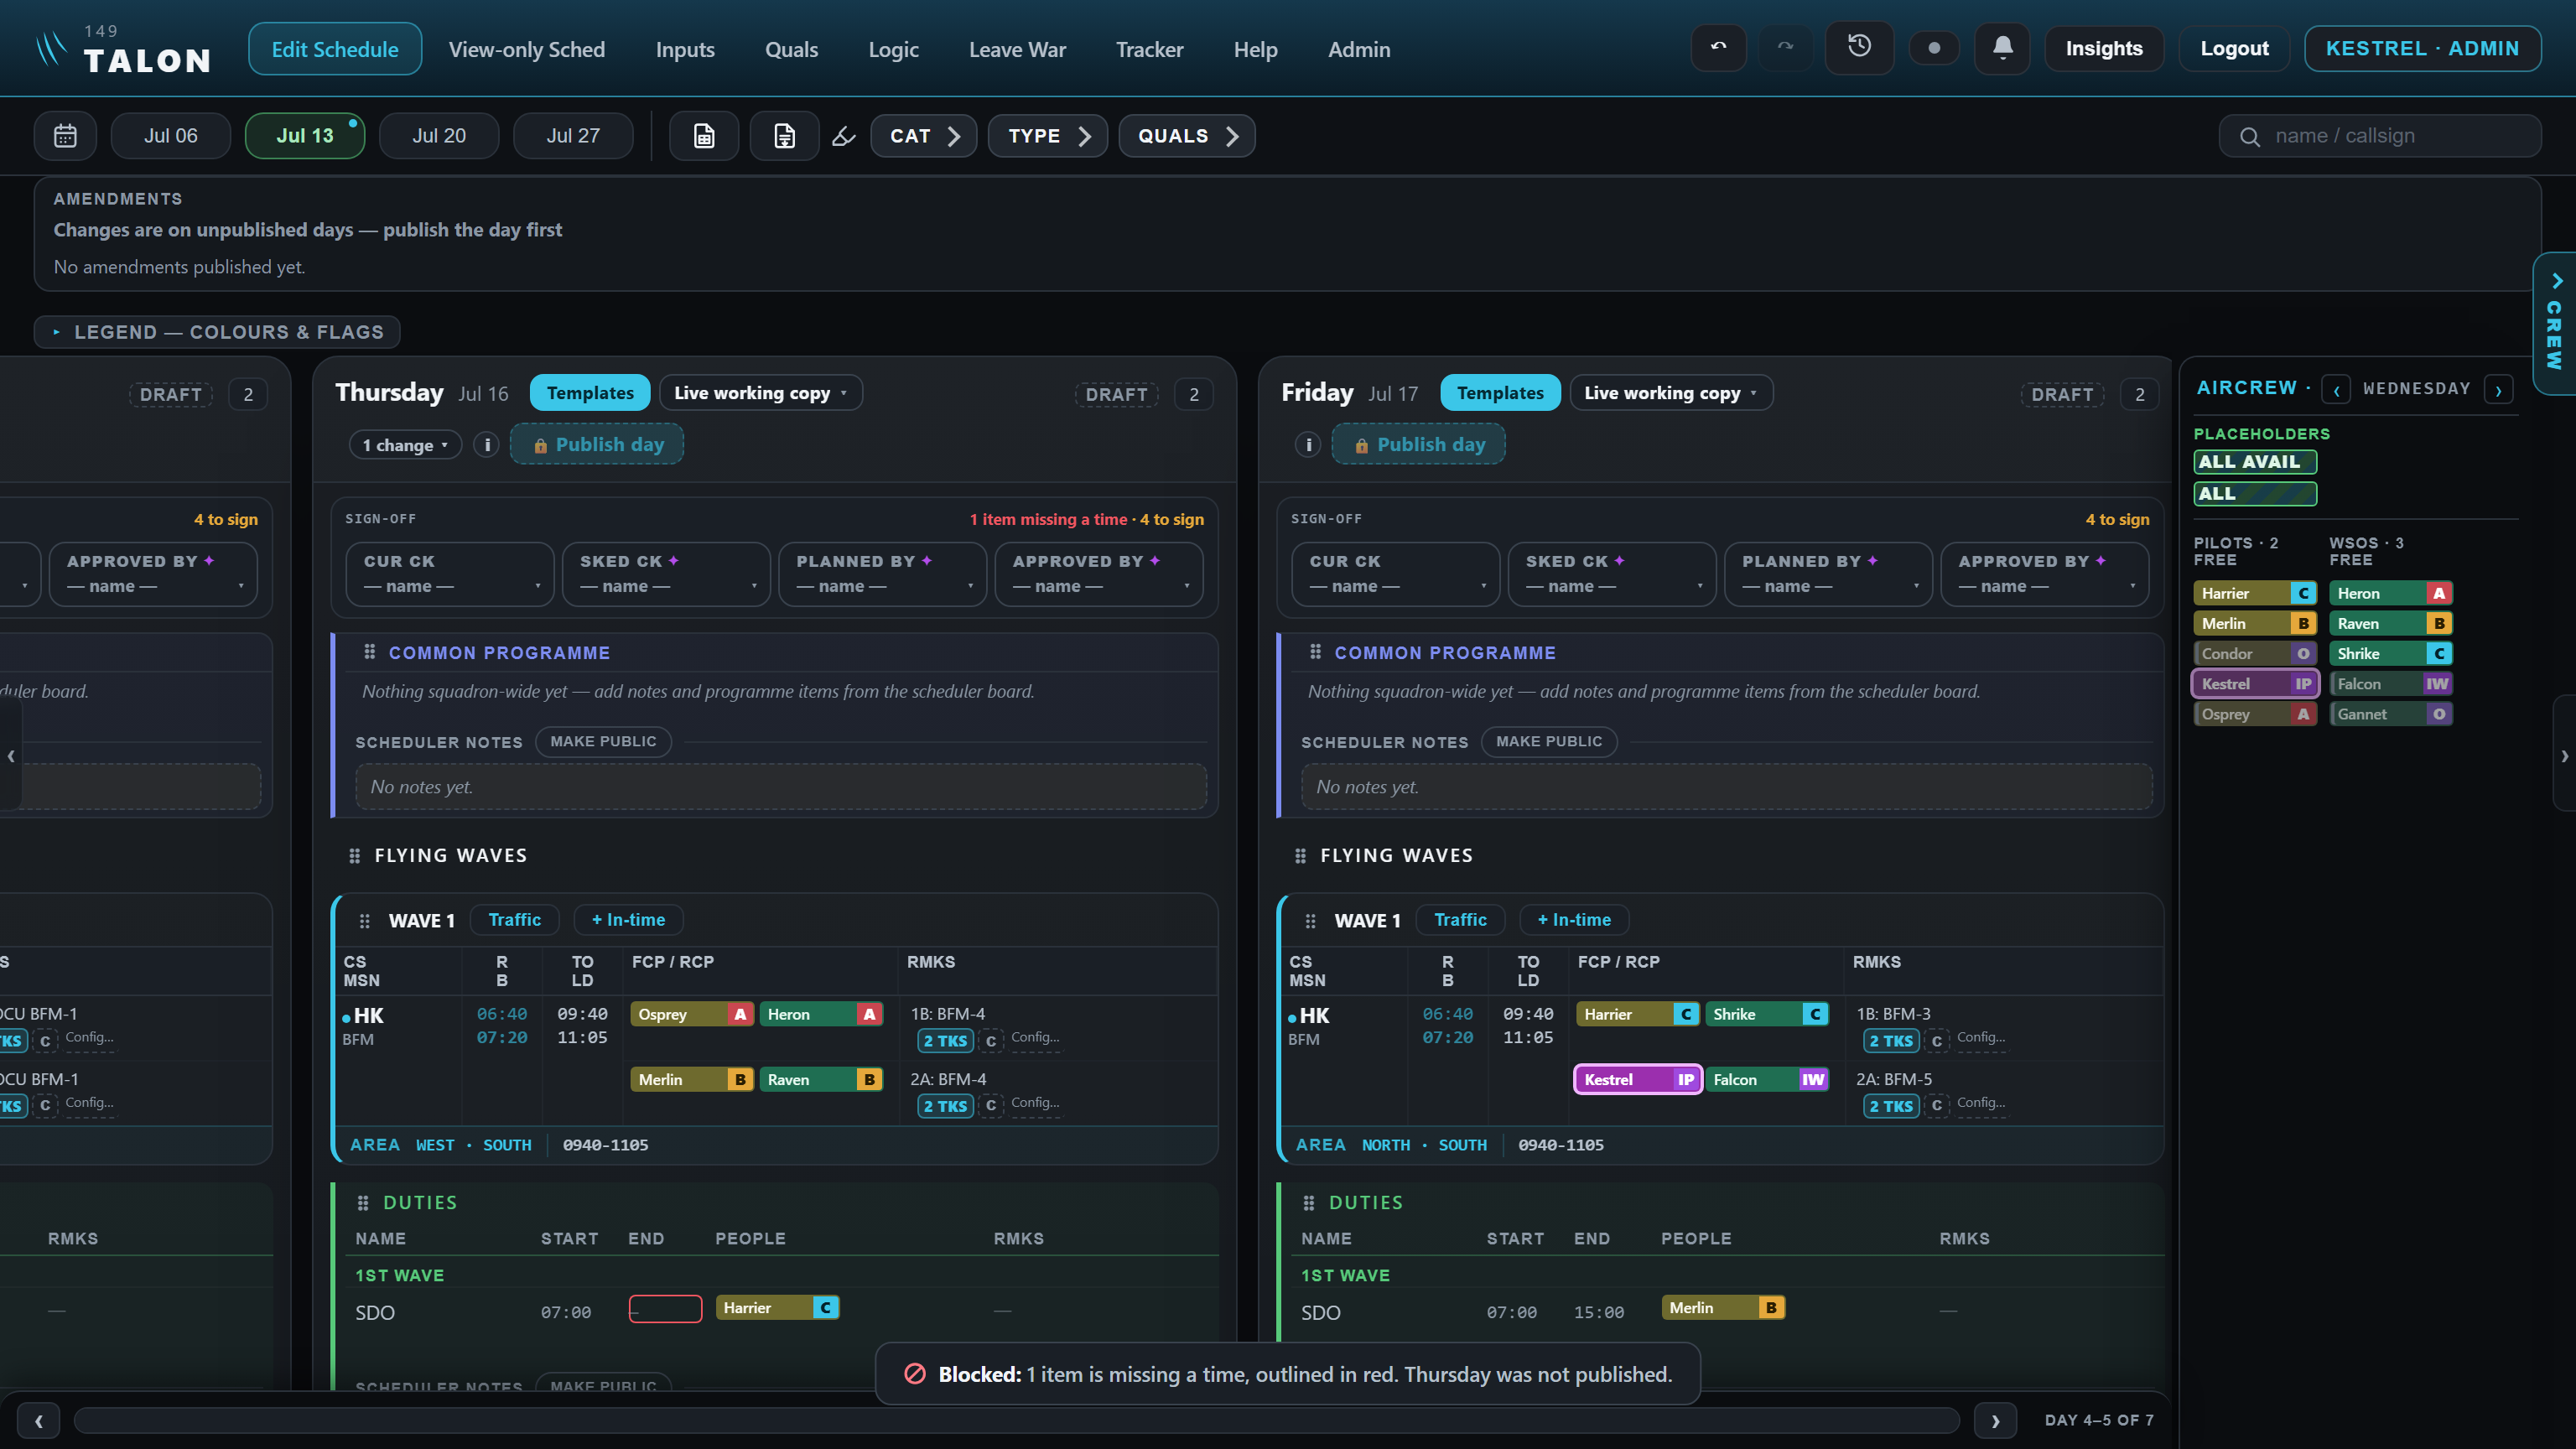 149
TALON
Edit Schedule
View-only Sched
Inputs
Quals
Logic
Leave War
Tracker
Help
Admin
Insights
Logout
KESTREL · ADMIN
Jul 06
Jul 13
Jul 20
Jul 27
CAT
TYPE
QUALS
name / callsign
AMENDMENTS
Changes are on unpublished days — publish the day first
No amendments published yet.
LEGEND — COLOURS & FLAGS
CREW
DRAFT 2
4 to sign
APPROVED BY
— name —
duler board.
S
OCU BFM-1
TKS C Config...
OCU BFM-1
TKS C Config...
RMKS
—
Thursday Jul 16 Templates Live working copy DRAFT 2
1 change i Publish day
SIGN-OFF 1 item missing a time · 4 to sign
CUR CK SKED CK PLANNED BY APPROVED BY
— name — — name — — name — — name —
COMMON PROGRAMME
Nothing squadron-wide yet — add notes and programme items from the scheduler board.
SCHEDULER NOTES MAKE PUBLIC
No notes yet.
FLYING WAVES
WAVE 1 Traffic + In-time
CS R TO FCP / RCP RMKS
MSN B LD
HK 06:40 09:40 Osprey A Heron A 1B: BFM-4
BFM 07:20 11:05 2 TKS C Config...
Merlin B Raven B 2A: BFM-4
2 TKS C Config...
AREA WEST · SOUTH 0940-1105
DUTIES
NAME START END PEOPLE RMKS
1ST WAVE
SDO 07:00 — Harrier C —
SCHEDULER NOTES MAKE PUBLIC
Friday Jul 17 Templates Live working copy DRAFT 2
i Publish day
SIGN-OFF 4 to sign
CUR CK SKED CK PLANNED BY APPROVED BY
— name — — name — — name — — name —
COMMON PROGRAMME
Nothing squadron-wide yet — add notes and programme items from the scheduler board.
SCHEDULER NOTES MAKE PUBLIC
No notes yet.
FLYING WAVES
WAVE 1 Traffic + In-time
CS R TO FCP / RCP RMKS
MSN B LD
HK 06:40 09:40 Harrier C Shrike C 1B: BFM-3
BFM 07:20 11:05 2 TKS C Config...
Kestrel IP Falcon IW 2A: BFM-5
2 TKS C Config...
AREA NORTH · SOUTH 0940-1105
DUTIES
NAME START END PEOPLE RMKS
1ST WAVE
SDO 07:00 15:00 Merlin B —
AIRCREW · WEDNESDAY
PLACEHOLDERS
ALL AVAIL
ALL
PILOTS · 2 FREE
WSOS · 3 FREE
Harrier C Heron A
Merlin B Raven B
Condor O Shrike C
Kestrel IP Falcon IW
Osprey A Gannet O
Blocked: 1 item is missing a time, outlined in red. Thursday was not published.
DAY 4–5 OF 7